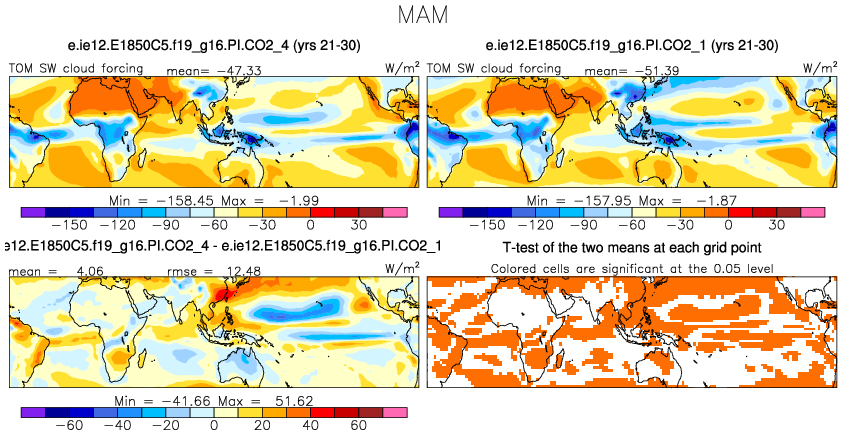 MAM
e.ie12.E1850C5.f19_g16.PI.CO2_4 (yrs 21-30)
e.ie12.E1850C5.f19_g16.PI.CO2_1 (yrs 21-30)
TOM SW cloud forcing mean= -47.33 W/m²
TOM SW cloud forcing mean= -51.39 W/m²
Min = -158.45 Max = -1.99
Min = -157.95 Max = -1.87
-150 -120 -90 -60 -30 0 30
-150 -120 -90 -60 -30 0 30
e12.E1850C5.f19_g16.PI.CO2_4 - e.ie12.E1850C5.f19_g16.PI.CO2_1
T-test of the two means at each grid point
mean = 4.06 rmse = 12.48 W/m²
Colored cells are significant at the 0.05 level
Min = -41.66 Max = 51.62
-60 -40 -20 0 20 40 60